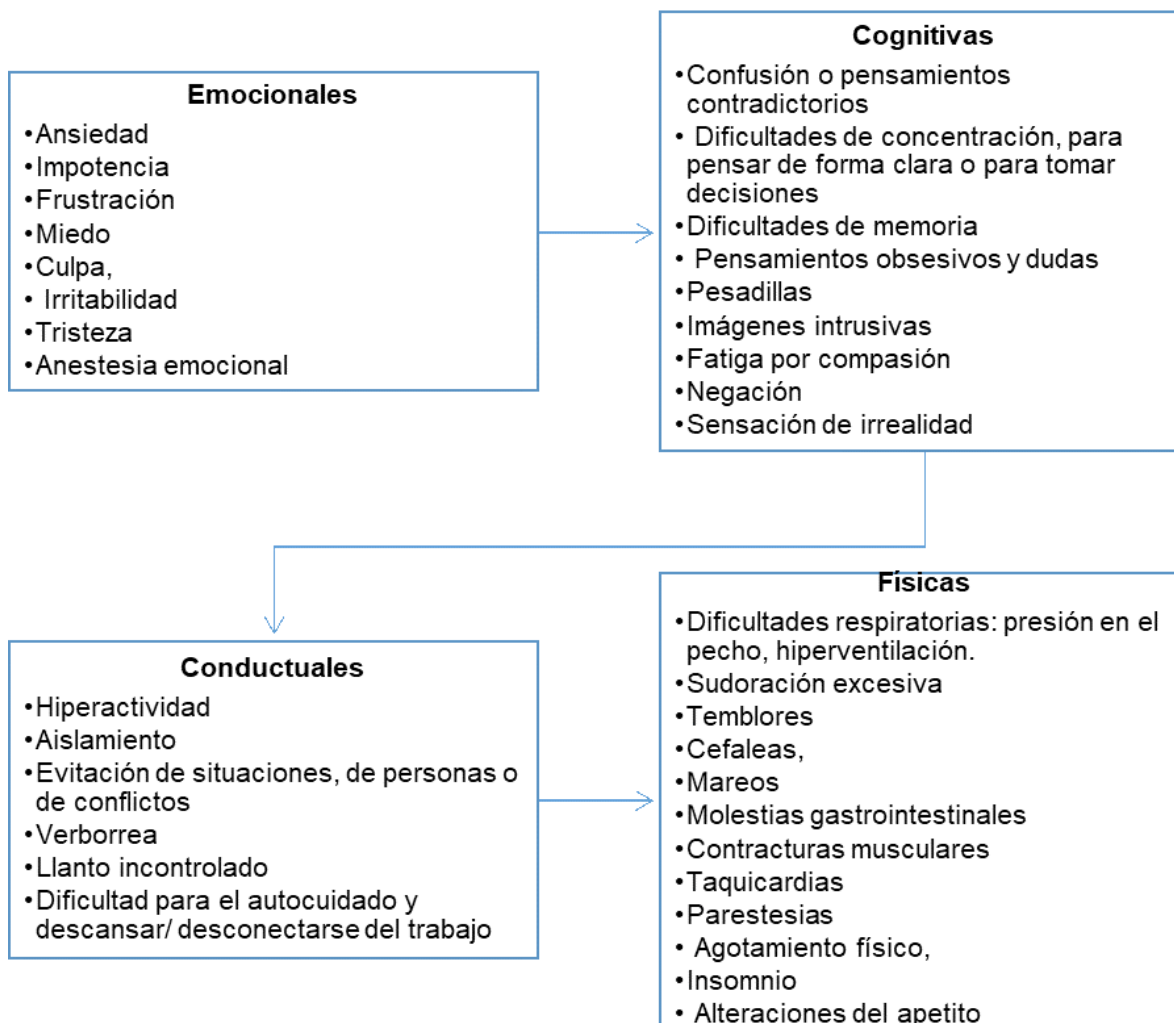 Emocionales
•Ansiedad
•Impotencia
•Frustración
•Miedo
•Culpa,
• Irritabilidad
•Tristeza
•Anestesia emocional
Cognitivas
•Confusión o pensamientos
contradictorios
• Dificultades de concentración, para
pensar de forma clara o para tomar
decisiones
•Dificultades de memoria
• Pensamientos obsesivos y dudas
•Pesadillas
•Imágenes intrusivas
•Fatiga por compasión
•Negación
•Sensación de irrealidad
Conductuales
•Hiperactividad
•Aislamiento
•Evitación de situaciones, de personas o
de conflictos
•Verborrea
•Llanto incontrolado
•Dificultad para el autocuidado y
descansar/ desconectarse del trabajo
Físicas
•Dificultades respiratorias: presión en el
pecho, hiperventilación.
•Sudoración excesiva
•Temblores
•Cefaleas,
•Mareos
•Molestias gastrointestinales
•Contracturas musculares
•Taquicardias
•Parestesias
• Agotamiento físico,
•Insomnio
• Alteraciones del apetito